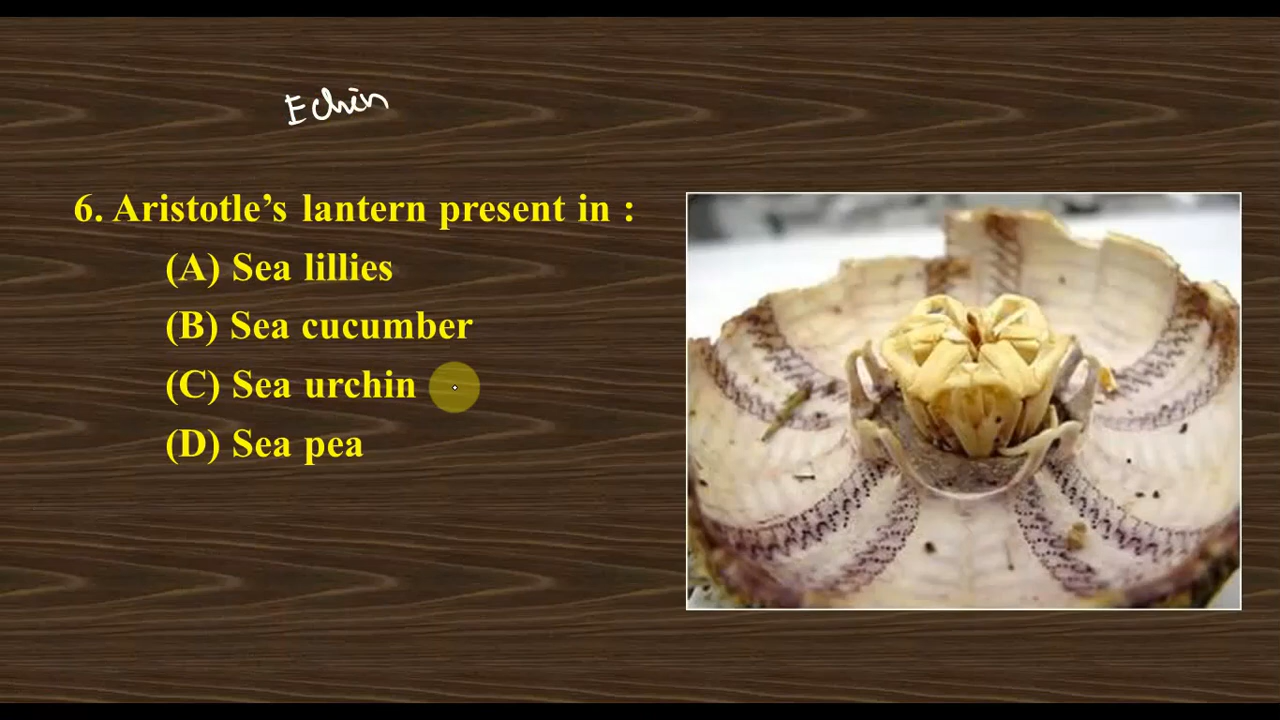 Echin
6. Aristotle’s lantern present in :
(A) Sea lillies
(B) Sea cucumber
(C) Sea urchin
(D) Sea pea